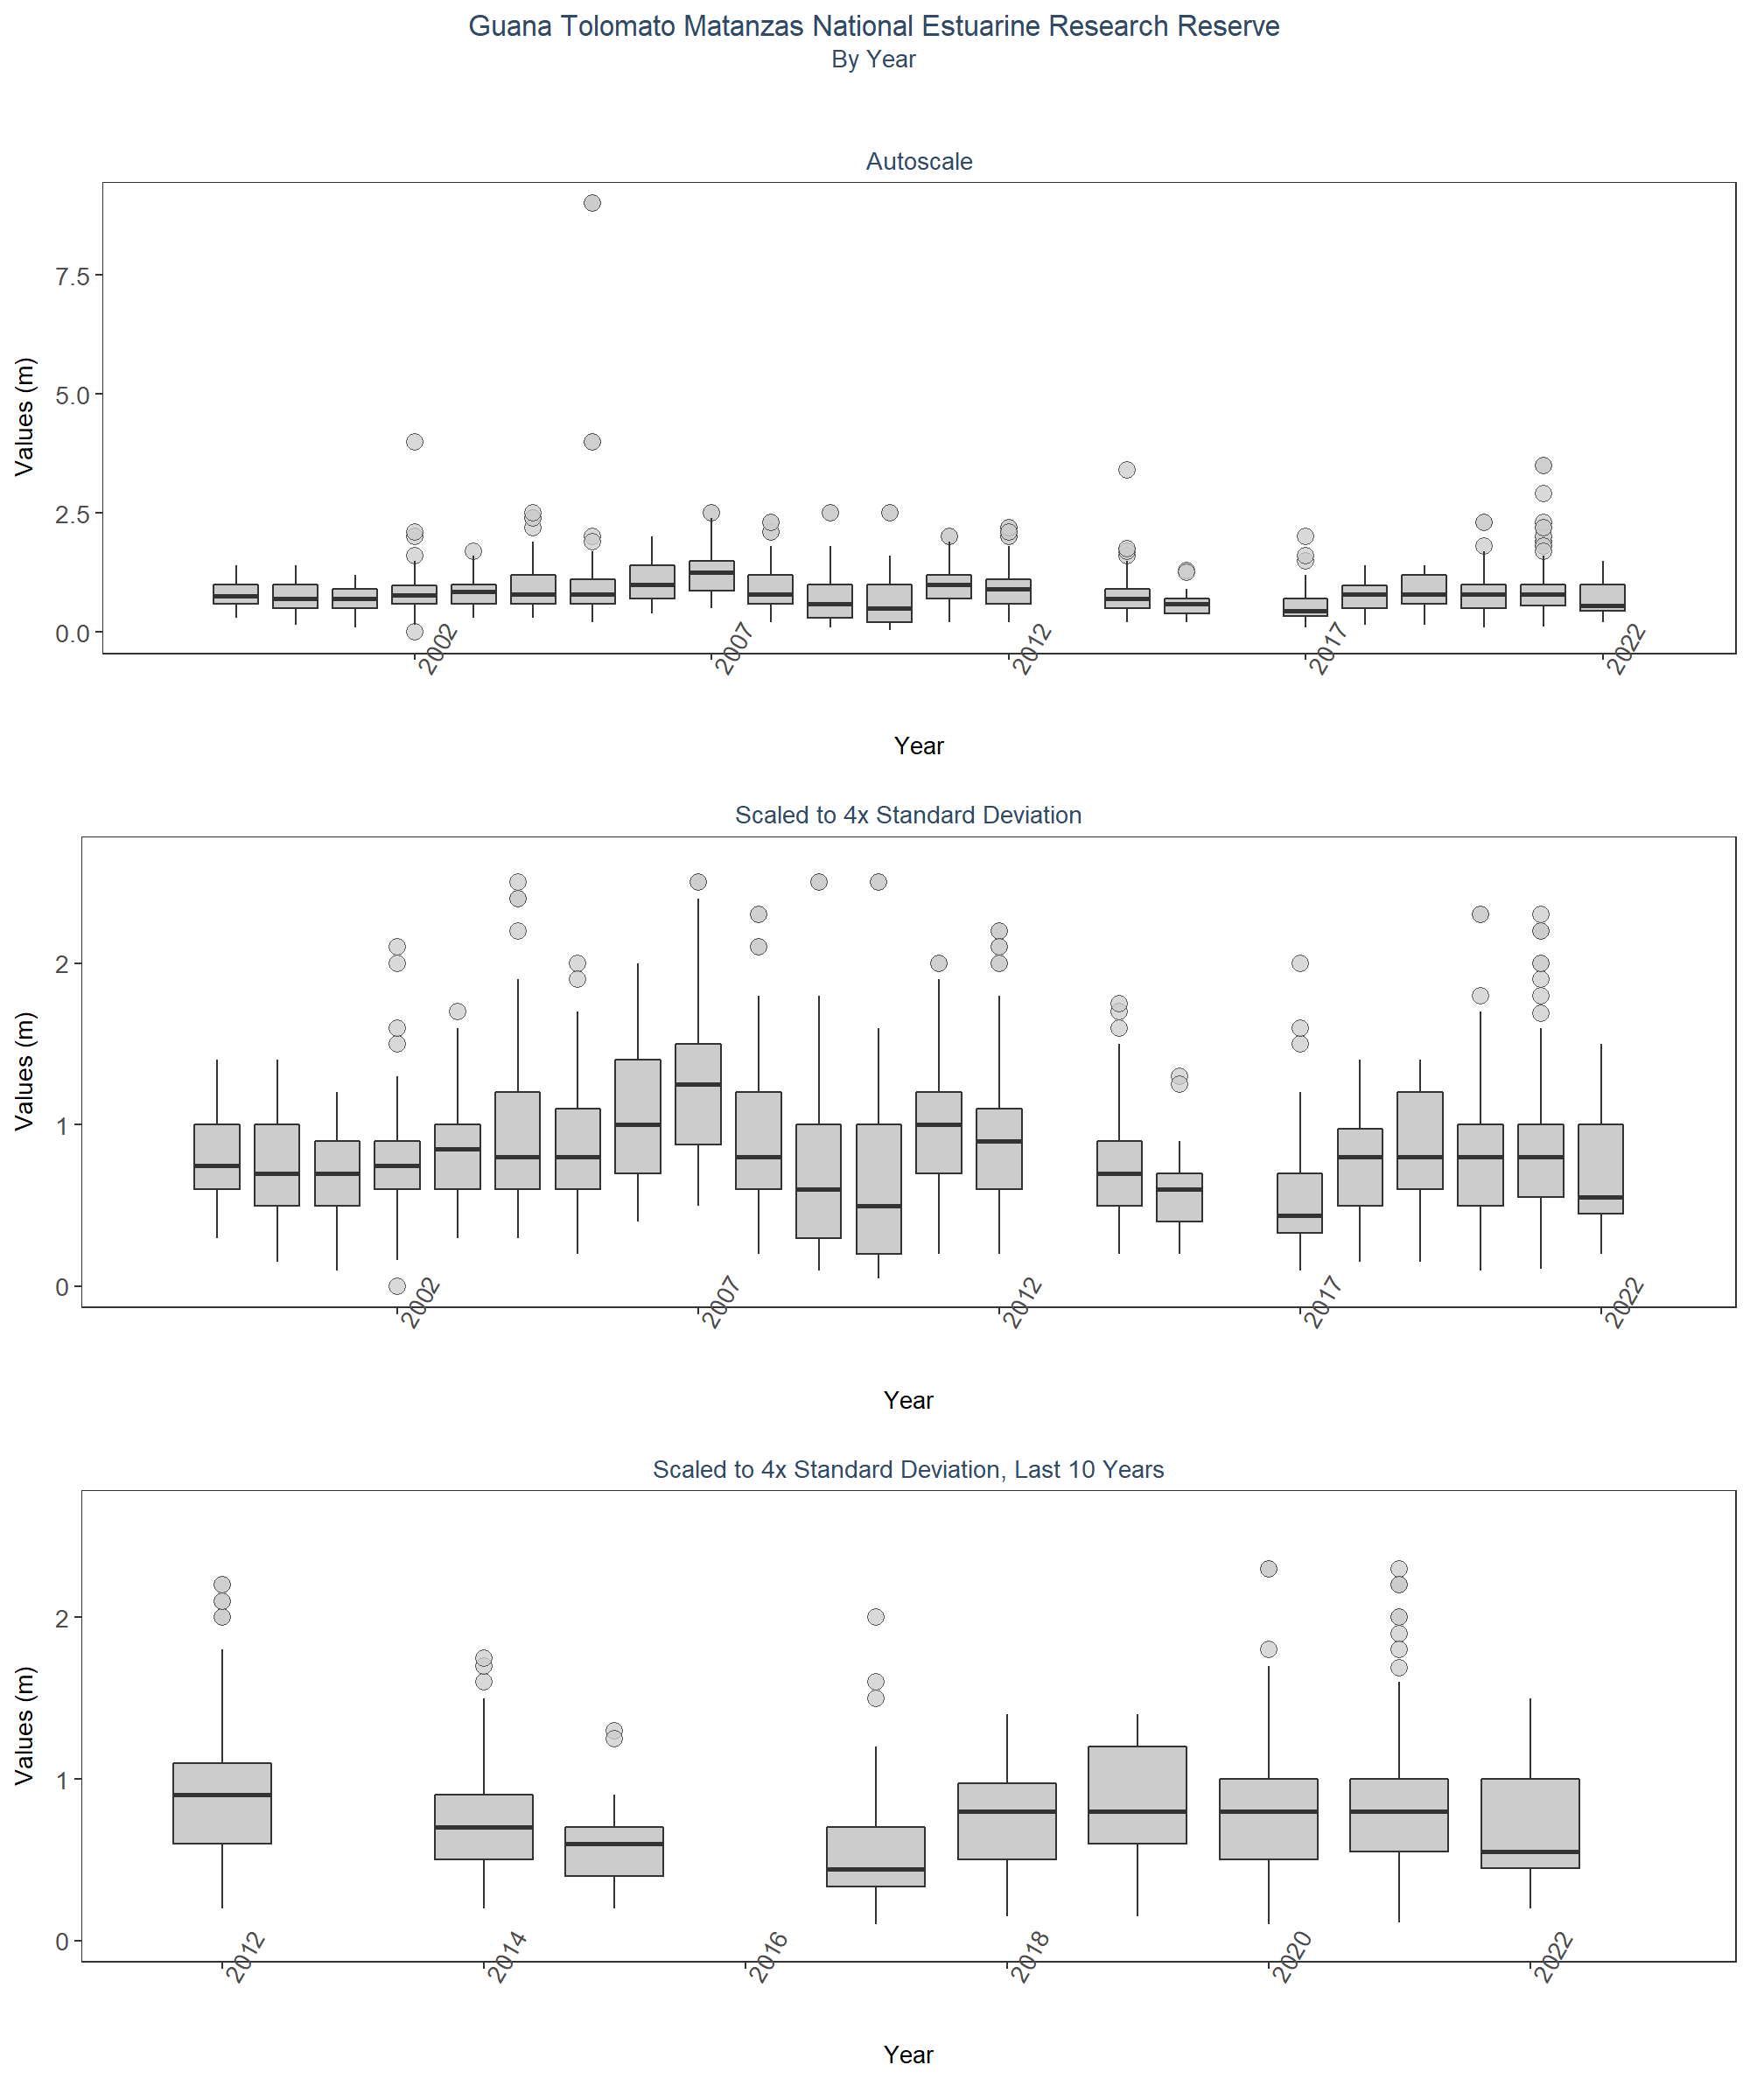 Guana Tolomato Matanzas National Estuarine Research Reserve
By Year
Autoscale
Values (m)
7.5
5.0
2.5
0.0
2002
2007
2012
2017
2022
Year
Scaled to 4x Standard Deviation
Values (m)
2
1
0
2002
2007
2012
2017
2022
Year
Scaled to 4x Standard Deviation, Last 10 Years
Values (m)
2
1
0
2012
2014
2016
2018
2020
2022
Year